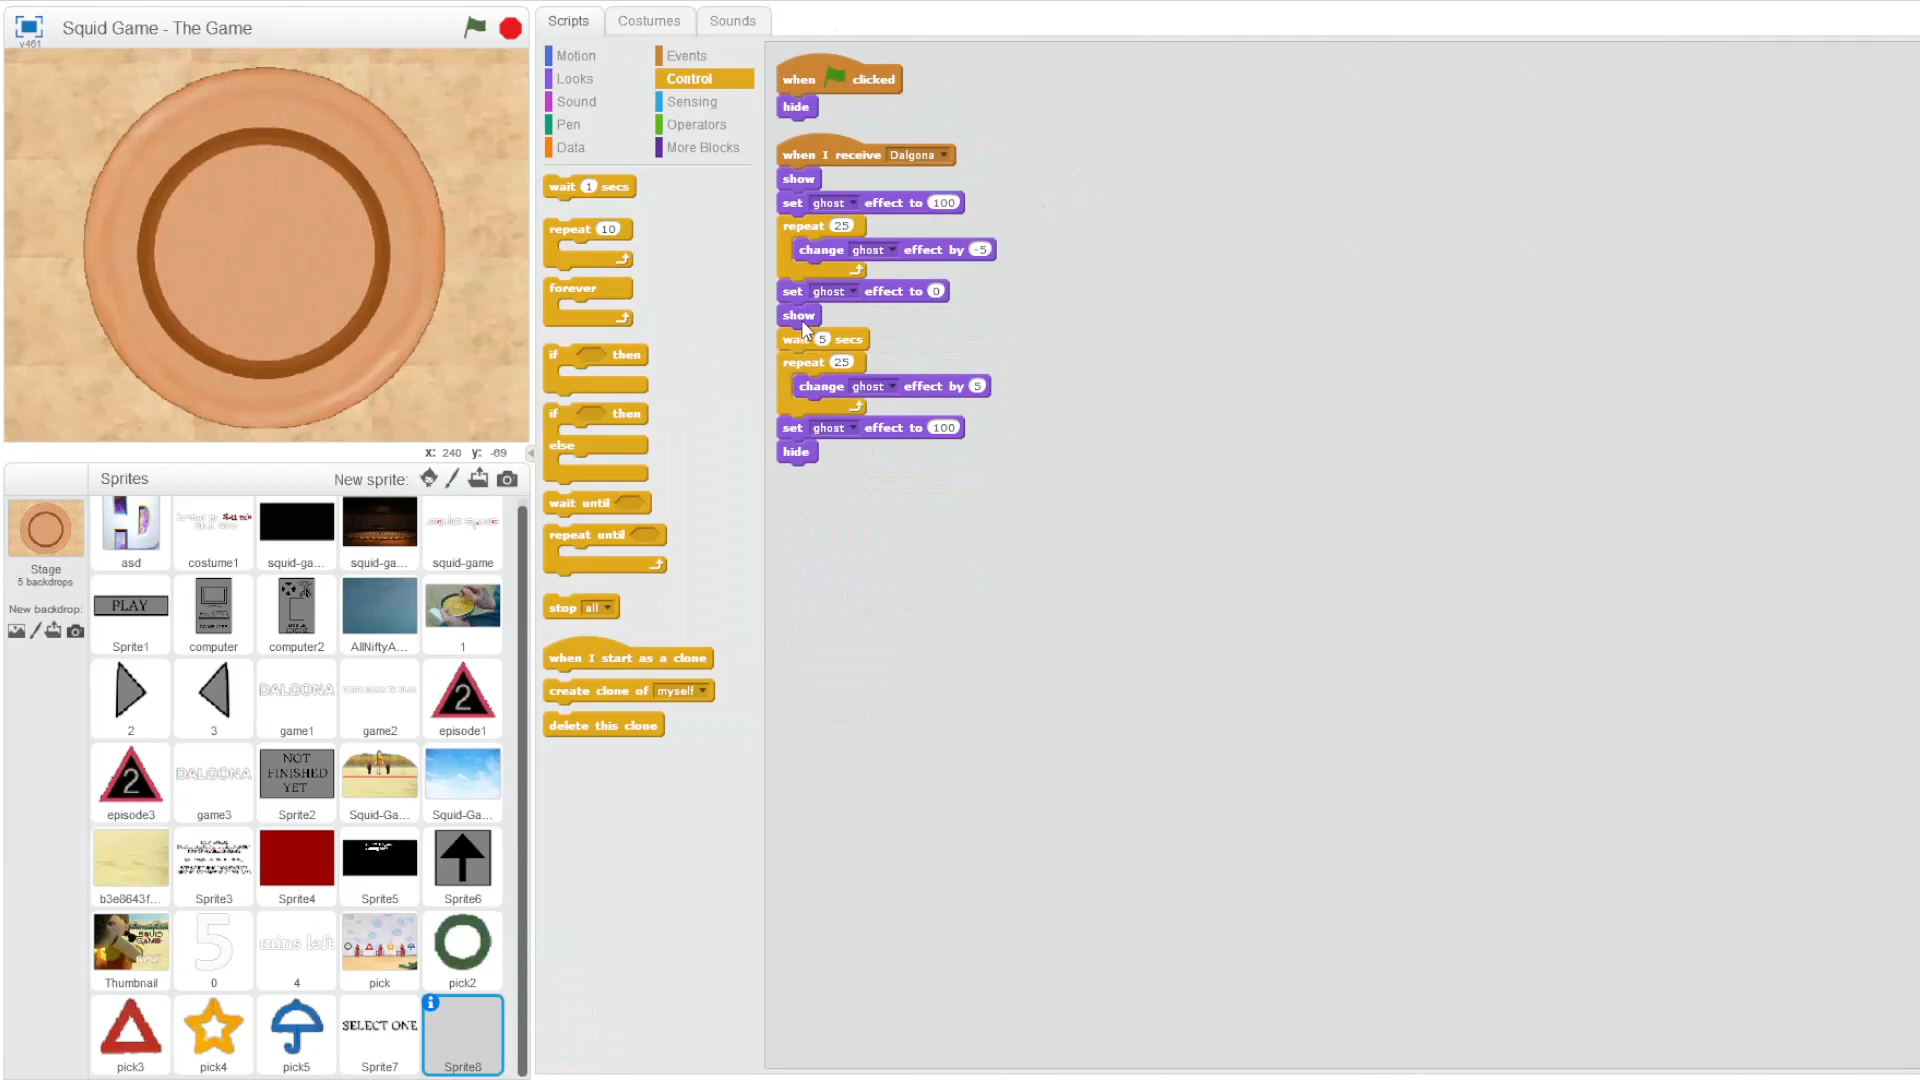 Squid Game - The Game
v461
Scripts
Costumes
Sounds
Motion
Looks
Sound
Pen
Data
Events
Control
Sensing
Operators
More Blocks
wait 1 secs
repeat 10
forever
if then
if then
else
wait until
repeat until
stop all
when I start as a clone
create clone of myself
delete this clone
when clicked
hide
when I receive Dalgona
show
set ghost effect to 100
repeat 25
change ghost effect by -5
set ghost effect to 0
show
wait 5 secs
repeat 25
change ghost effect by 5
set ghost effect to 100
hide
x: 240 y: -69
Sprites
New sprite:
Stage
5 backdrops
New backdrop:
asd
costume1
squid-ga...
squid-ga...
squid-game
PLAY
Sprite1
computer
computer2
AllNiftyA...
1
2
3
DALGONA
game1
game2
2
episode1
2
episode3
DALGONA
game3
NOT
FINISHED
YET
Sprite2
Squid-Ga...
Squid-Ga...
b3e8643f...
Sprite3
Sprite4
Sprite5
Sprite6
Thumbnail
5
0
mins left
4
pick
pick2
pick3
pick4
pick5
SELECT ONE
Sprite7
Sprite8